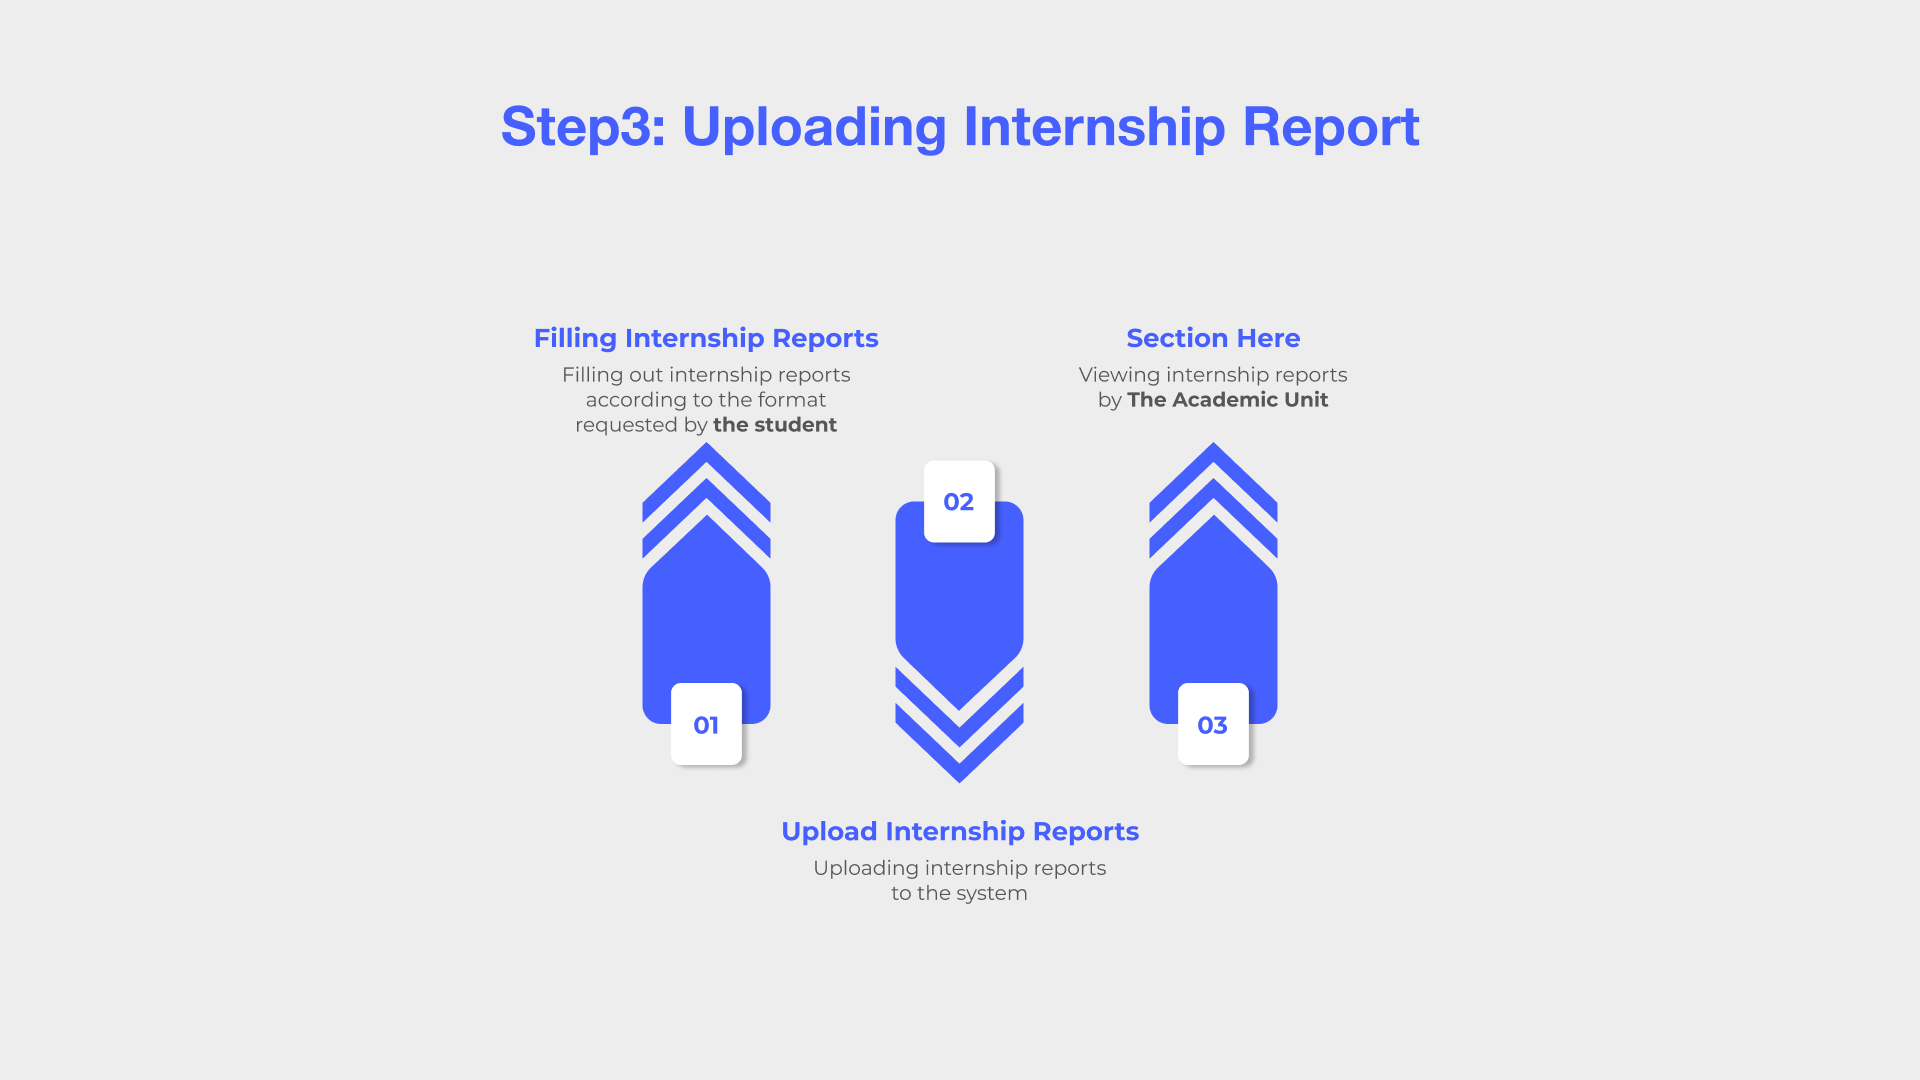 Step3: Uploading Internship Report
Filling Internship Reports
Filling out internship reports
according to the format
requested by the student
01
02
Upload Internship Reports
Uploading internship reports
to the system
Section Here
Viewing internship reports
by The Academic Unit
03